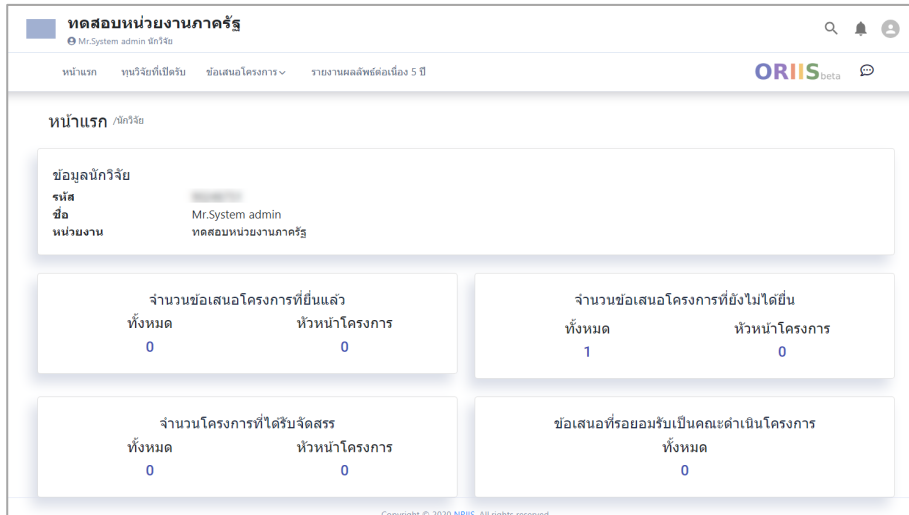 ทดสอบหน่วยงานภาครัฐ
Mr.System admin นักวิจัย
หน้าแรก ทุนวิจัยที่เปิดรับ ข้อเสนอโครงการ รายงานผลลัพธ์ต่อเนื่อง 5 ปี ORIIS beta
หน้าแรก /นักวิจัย
ข้อมูลนักวิจัย
รหัส
ชื่อ Mr.System admin
หน่วยงาน ทดสอบหน่วยงานภาครัฐ
จำนวนข้อเสนอโครงการที่ยื่นแล้ว
ทั้งหมด หัวหน้าโครงการ
0 0
จำนวนข้อเสนอโครงการที่ยังไม่ได้ยื่น
ทั้งหมด หัวหน้าโครงการ
1 0
จำนวนโครงการที่ได้รับจัดสรร
ทั้งหมด หัวหน้าโครงการ
0 0
ข้อเสนอที่รอยอมรับเป็นคณะดำเนินโครงการ
ทั้งหมด
0
Copyright © 2020 NRIIS. All rights reserved